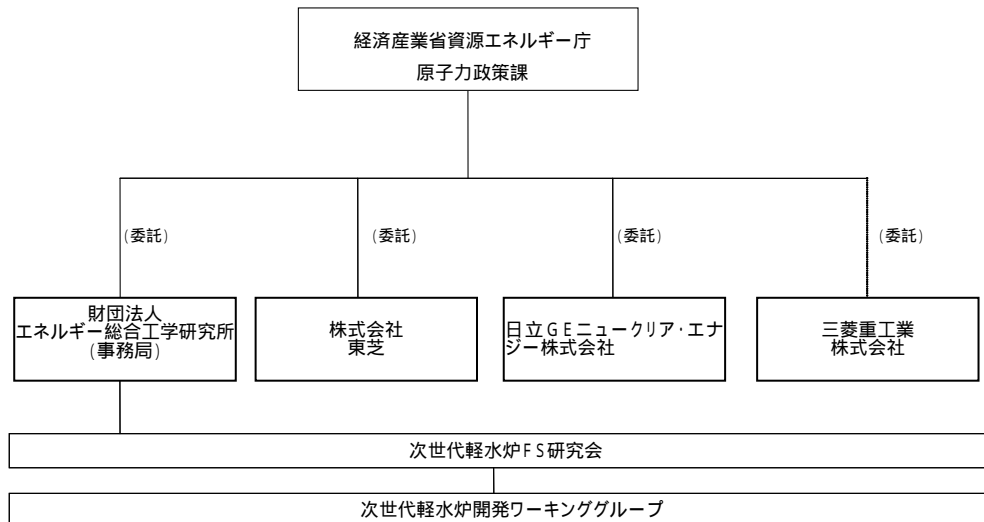 経済産業省資源エネルギー庁
原子力政策課
(委託)
(委託)
(委託)
(委託)
財団法人
エネルギー総合工学研究所
(事務局)
株式会社
東芝
日立GEニュークリア・エナ
ジー株式会社
三菱重工業
株式会社
次世代軽水炉FS研究会
次世代軽水炉開発ワーキンググループ